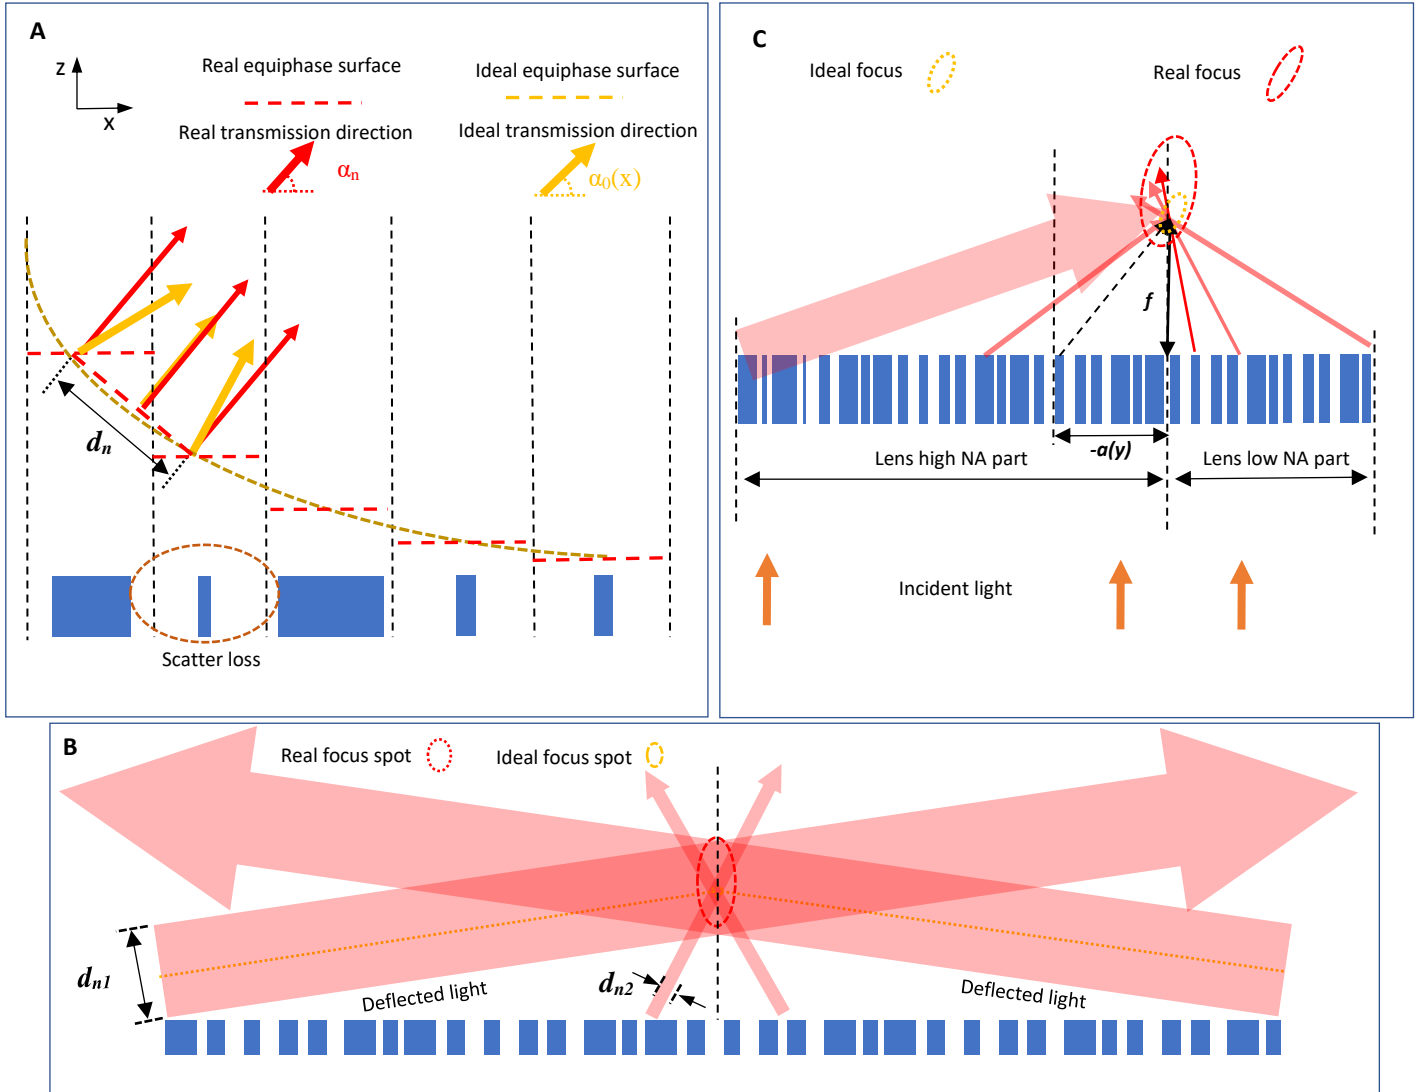 A
Z
X
Real equiphase surface
Ideal equiphase surface
Real transmission direction
Ideal transmission direction
αn
α0(x)
dn
Scatter loss
C
Ideal focus
Real focus
f
-a(y)
Lens high NA part
Lens low NA part
Incident light
B
Real focus spot
Ideal focus spot
dn1
Deflected light
dn2
Deflected light